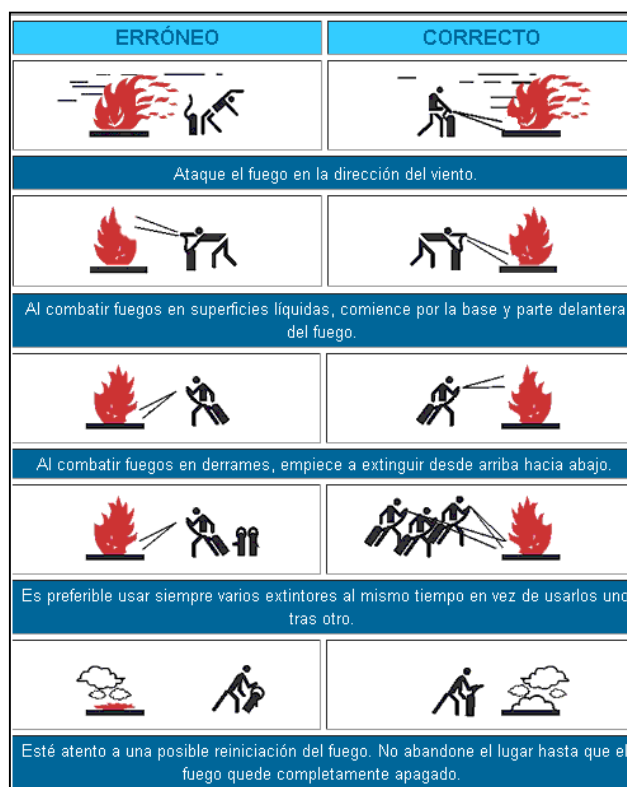 ERRÓNEO
CORRECTO
Ataque el fuego en la dirección del viento.
Al combatir fuegos en superficies líquidas, comience por la base y parte delantera
del fuego.
Al combatir fuegos en derrames, empiece a extinguir desde arriba hacia abajo.
Es preferible usar siempre varios extintores al mismo tiempo en vez de usarlos uno
tras otro.
Esté atento a una posible reiniciación del fuego. No abandone el lugar hasta que el
fuego quede completamente apagado.